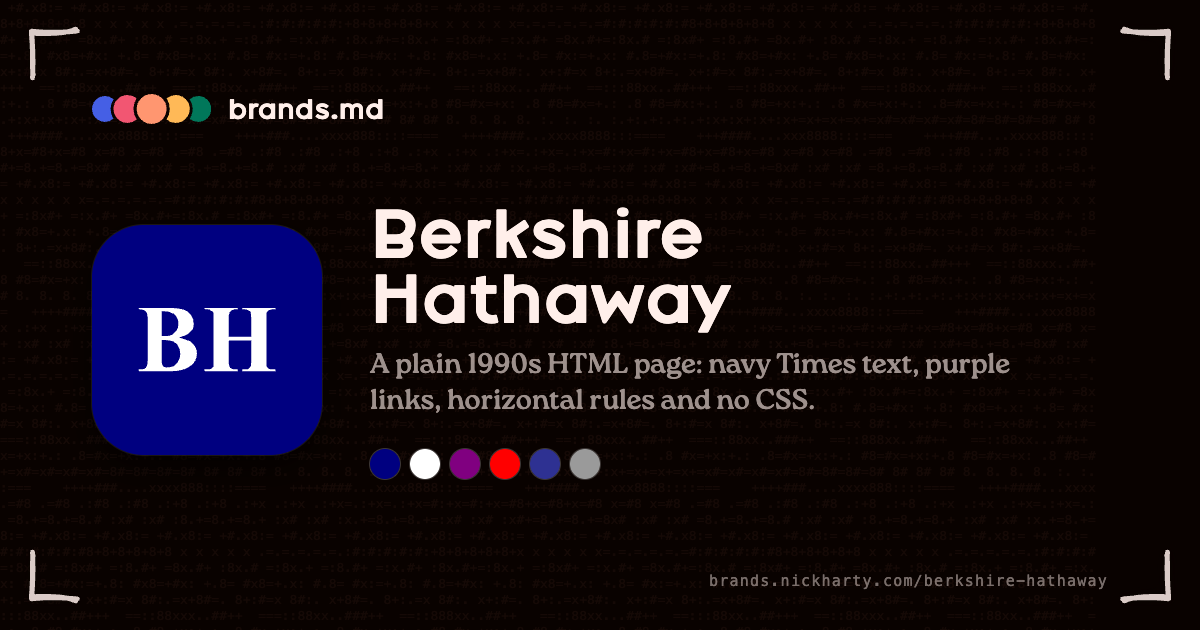 brands.md
BH
Berkshire
Hathaway
A plain 1990s HTML page: navy Times text, purple
links, horizontal rules and no CSS.
brands.nickharty.com/berkshire-hathaway